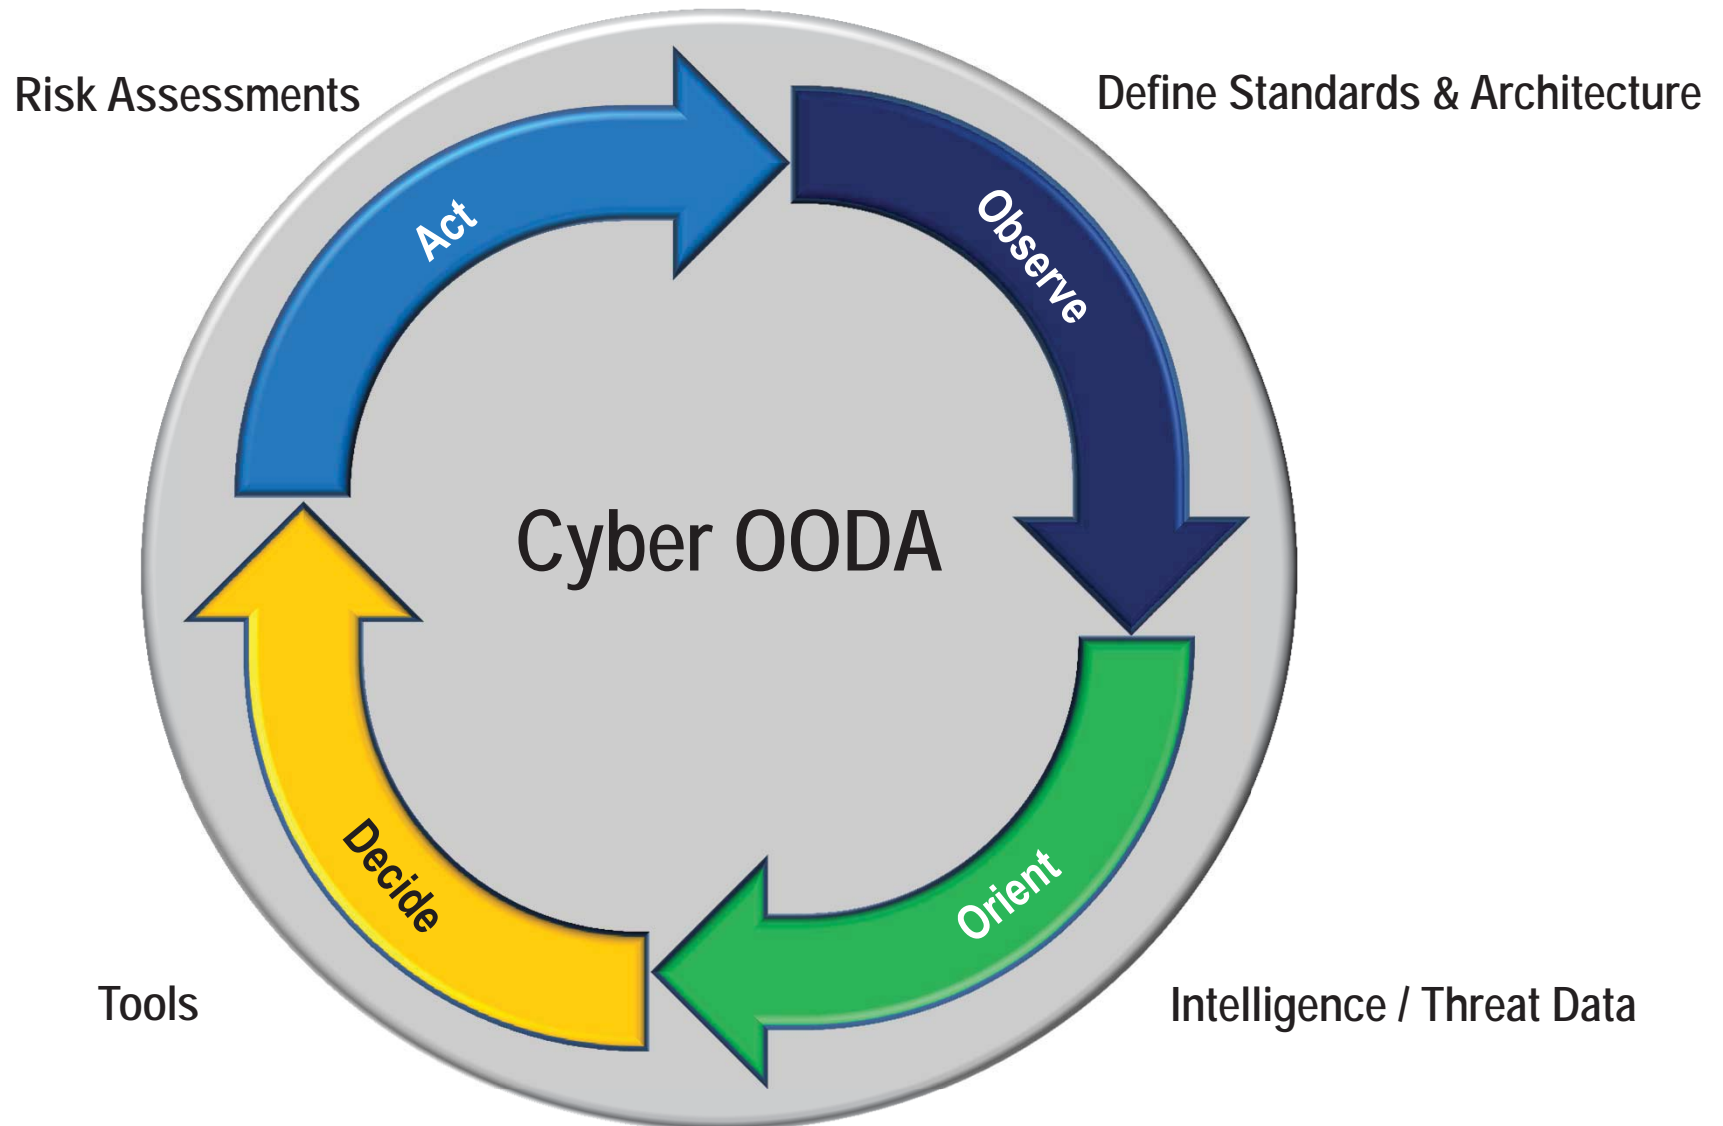 Risk Assessments
Define Standards & Architecture
Act
Observe
Cyber OODA
Decide
Orient
Tools
Intelligence / Threat Data